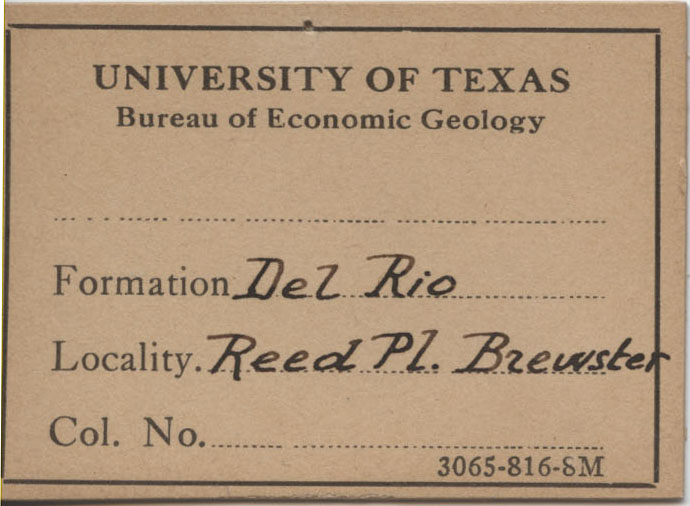 UNIVERSITY OF TEXAS
Bureau of Economic Geology
Formation Del Rio
Locality. Reed Pl. Brewster
Col. No.
3065-816-8M